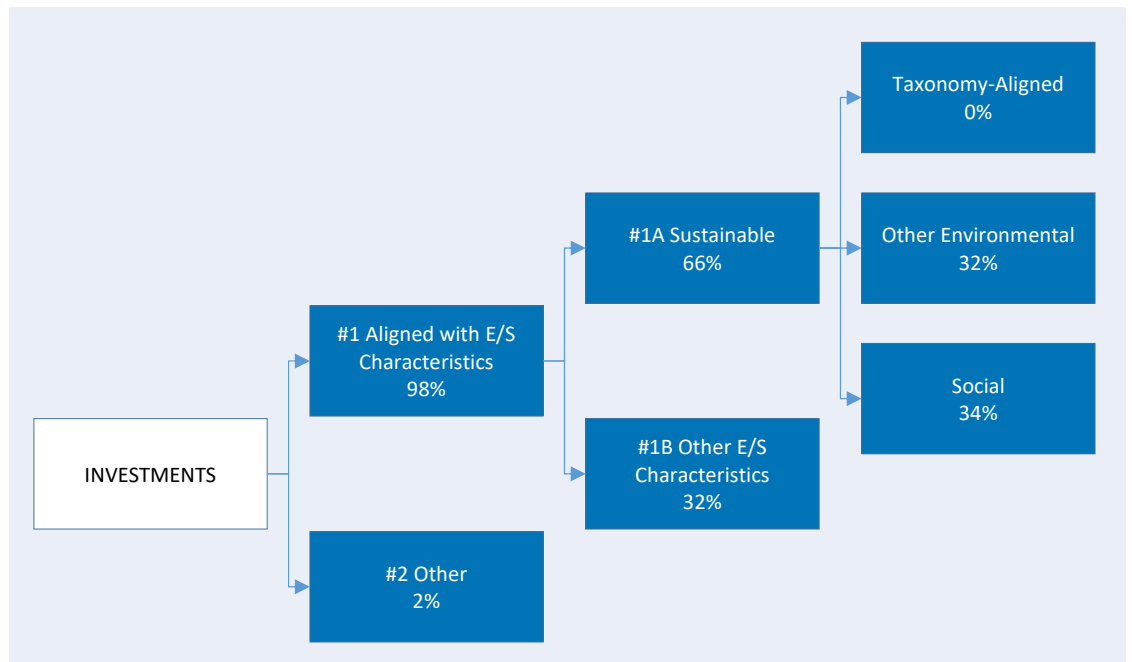 INVESTMENTS
#1 Aligned with E/S
Characteristics
98%
#2 Other
2%
#1A Sustainable
66%
#1B Other E/S
Characteristics
32%
Taxonomy-Aligned
0%
Other Environmental
32%
Social
34%